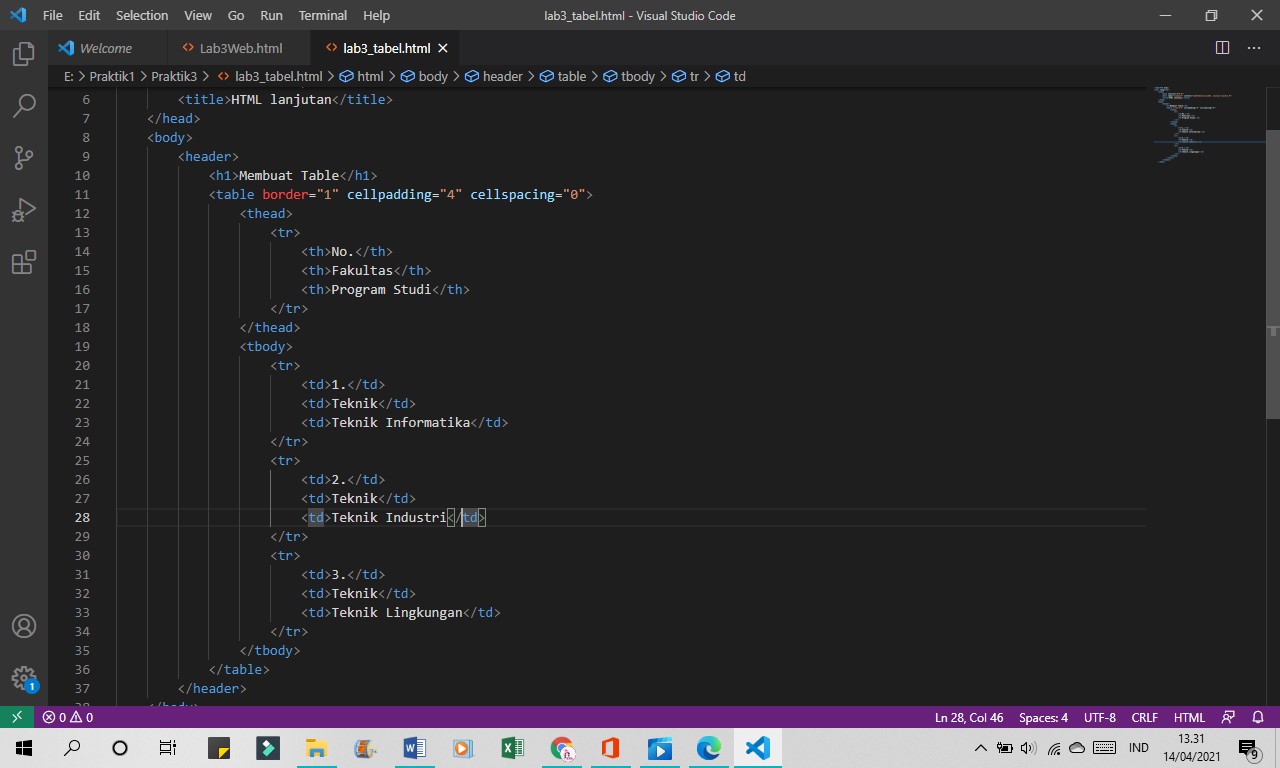 File Edit Selection View Go Run Terminal Help lab3_tabel.html - Visual Studio Code
Welcome Lab3Web.html lab3_tabel.html
E: > Praktik1 > Praktik3 > lab3_tabel.html > html > body > header > table > tbody > tr > td
6 <title>HTML lanjutan</title>
7 </head>
8 <body>
9 <header>
10 <h1>Membuat Table</h1>
11 <table border="1" cellpadding="4" cellspacing="0">
12 <thead>
13 <tr>
14 <th>No.</th>
15 <th>Fakultas</th>
16 <th>Program Studi</th>
17 </tr>
18 </thead>
19 <tbody>
20 <tr>
21 <td>1.</td>
22 <td>Teknik</td>
23 <td>Teknik Informatika</td>
24 </tr>
25 <tr>
26 <td>2.</td>
27 <td>Teknik</td>
28 <td>Teknik Industri</td>
29 </tr>
30 <tr>
31 <td>3.</td>
32 <td>Teknik</td>
33 <td>Teknik Lingkungan</td>
34 </tr>
35 </tbody>
36 </table>
37 </header>
38 </body>
1
0 0 Ln 28, Col 46 Spaces: 4 UTF-8 CRLF HTML
IND 13.31
14/04/2021 9